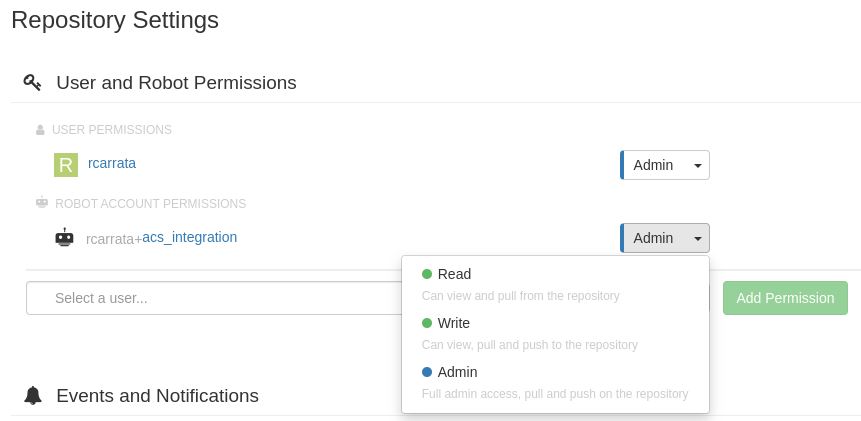 Repository Settings
User and Robot Permissions
USER PERMISSIONS
R rcarrata Admin
ROBOT ACCOUNT PERMISSIONS
rcarrata+acs_integration Admin
Read
Can view and pull from the repository
Write
Can view, pull and push to the repository
Admin
Full admin access, pull and push on the repository
Select a user... Add Permission
Events and Notifications